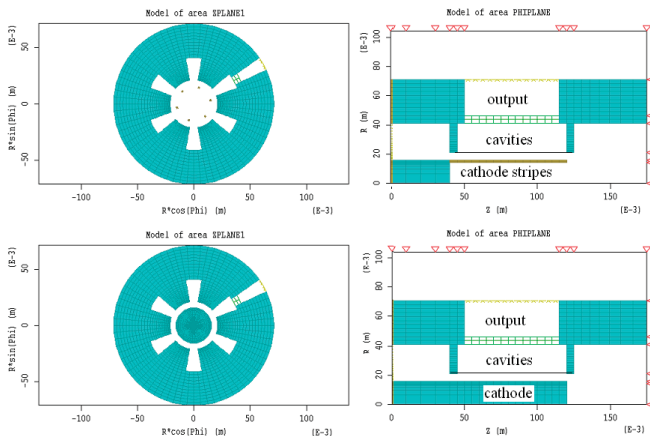 Model of area ZPLANE1
(E-3)
50
0
-50
R*sin(Phi) (m)
-100
-50
0
50
100
R*cos(Phi) (m)
(E-3)
Model of area PHIPLANE
(E-3)
100
80
60
40
20
0
R (m)
output
cavities
cathode stripes
0
50
100
150
Z (m)
(E-3)
Model of area ZPLANE1
(E-3)
50
0
-50
R*sin(Phi) (m)
-100
-50
0
50
100
R*cos(Phi) (m)
(E-3)
Model of area PHIPLANE
(E-3)
100
80
60
40
20
0
R (m)
output
cavities
cathode
0
50
100
150
Z (m)
(E-3)